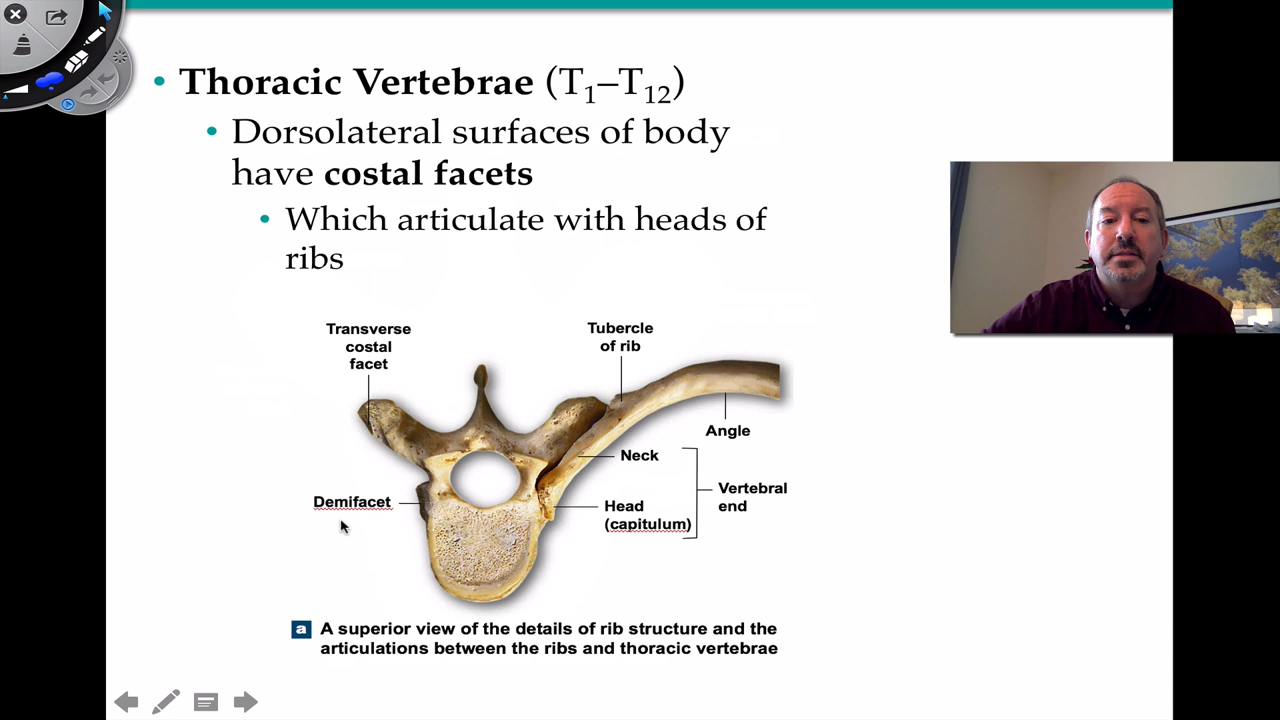 • Thoracic Vertebrae (T1–T12)
• Dorsolateral surfaces of body
have costal facets
• Which articulate with heads of
ribs
Transverse
costal
facet
Tubercle
of rib
Angle
Neck
Demifacet
Vertebral
end
Head
(capitulum)
a A superior view of the details of rib structure and the
articulations between the ribs and thoracic vertebrae